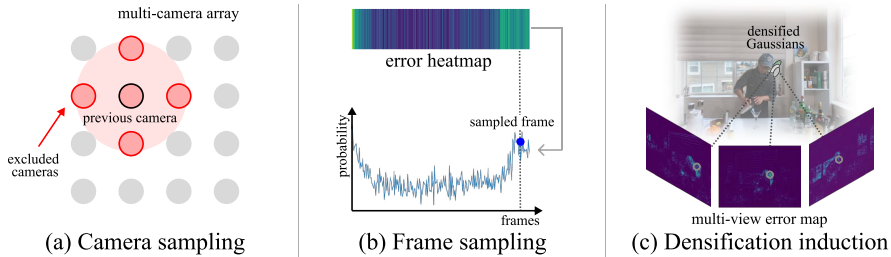 multi-camera array
previous camera
excluded
cameras
(a) Camera sampling
error heatmap
sampled frame
probability
frames
(b) Frame sampling
densified
Gaussians
multi-view error map
(c) Densification induction